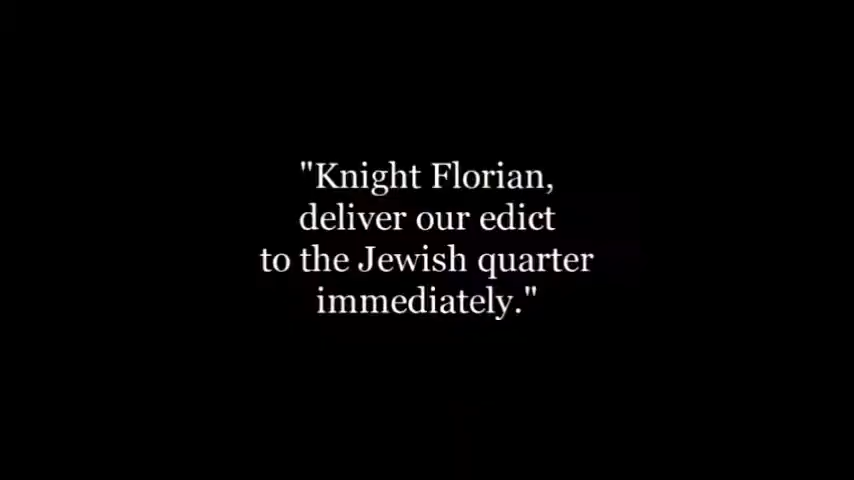 "Knight Florian,
deliver our edict
to the Jewish quarter
immediately."